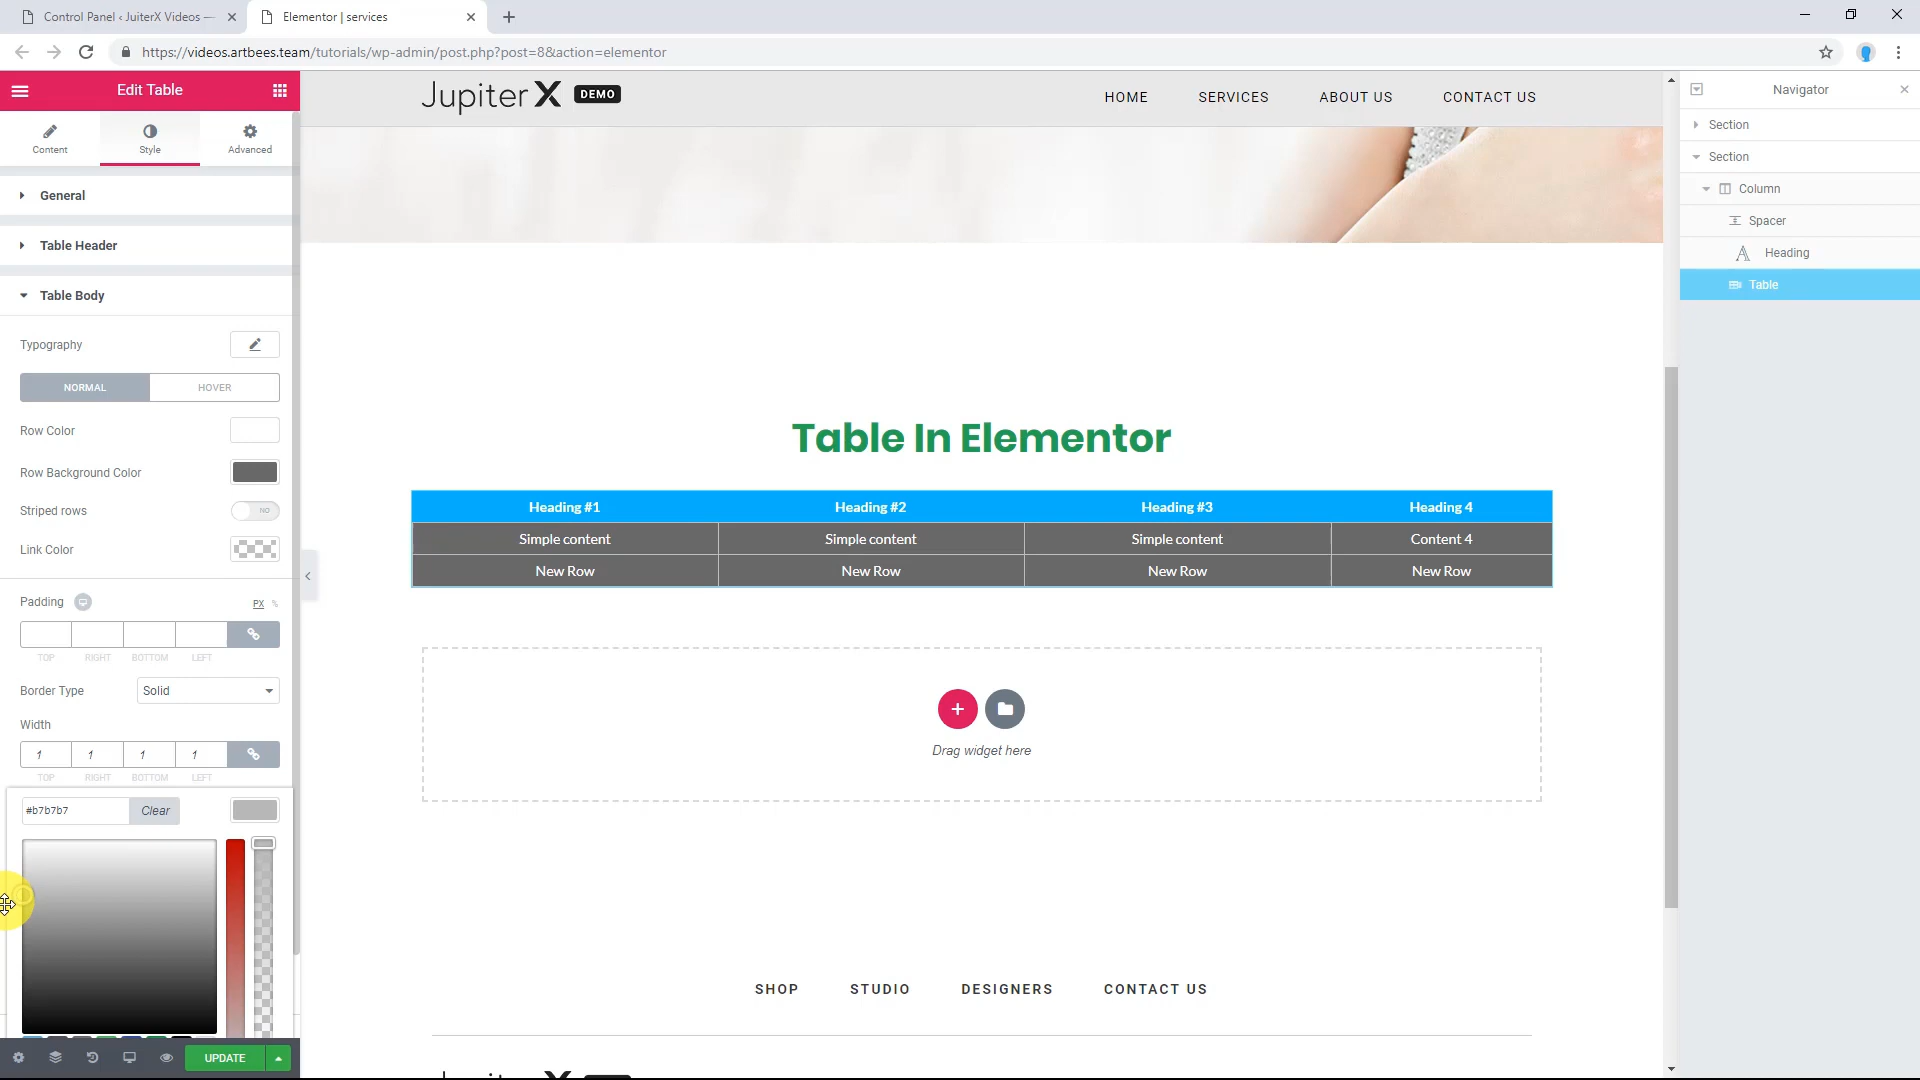 Control Panel ‹ JuiterX Videos —
Elementor | services
https://videos.artbees.team/tutorials/wp-admin/post.php?post=8&action=elementor
Edit Table
Content
Style
Advanced
General
Table Header
Table Body
Typography
NORMAL
HOVER
Row Color
Row Background Color
Striped rows
NO
Link Color
Padding
PX
%
TOP
RIGHT
BOTTOM
LEFT
Border Type
Solid
Width
1
1
1
1
TOP
RIGHT
BOTTOM
LEFT
#b7b7b7
Clear
UPDATE
Jupiter X DEMO
HOME
SERVICES
ABOUT US
CONTACT US
Table In Elementor
Heading #1
Heading #2
Heading #3
Heading 4
Simple content
Simple content
Simple content
Content 4
New Row
New Row
New Row
New Row
Drag widget here
SHOP
STUDIO
DESIGNERS
CONTACT US
Navigator
Section
Section
Column
Spacer
Heading
Table